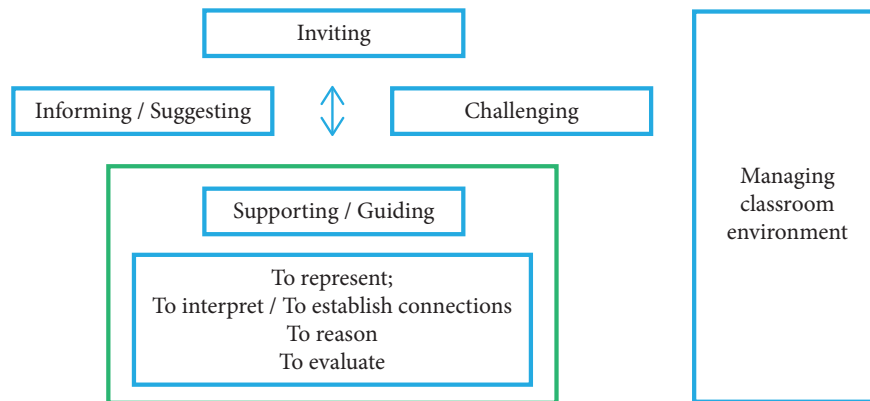 Inviting
Informing / Suggesting
Challenging
Supporting / Guiding
To represent;
To interpret / To establish connections
To reason
To evaluate
Managing
classroom
environment